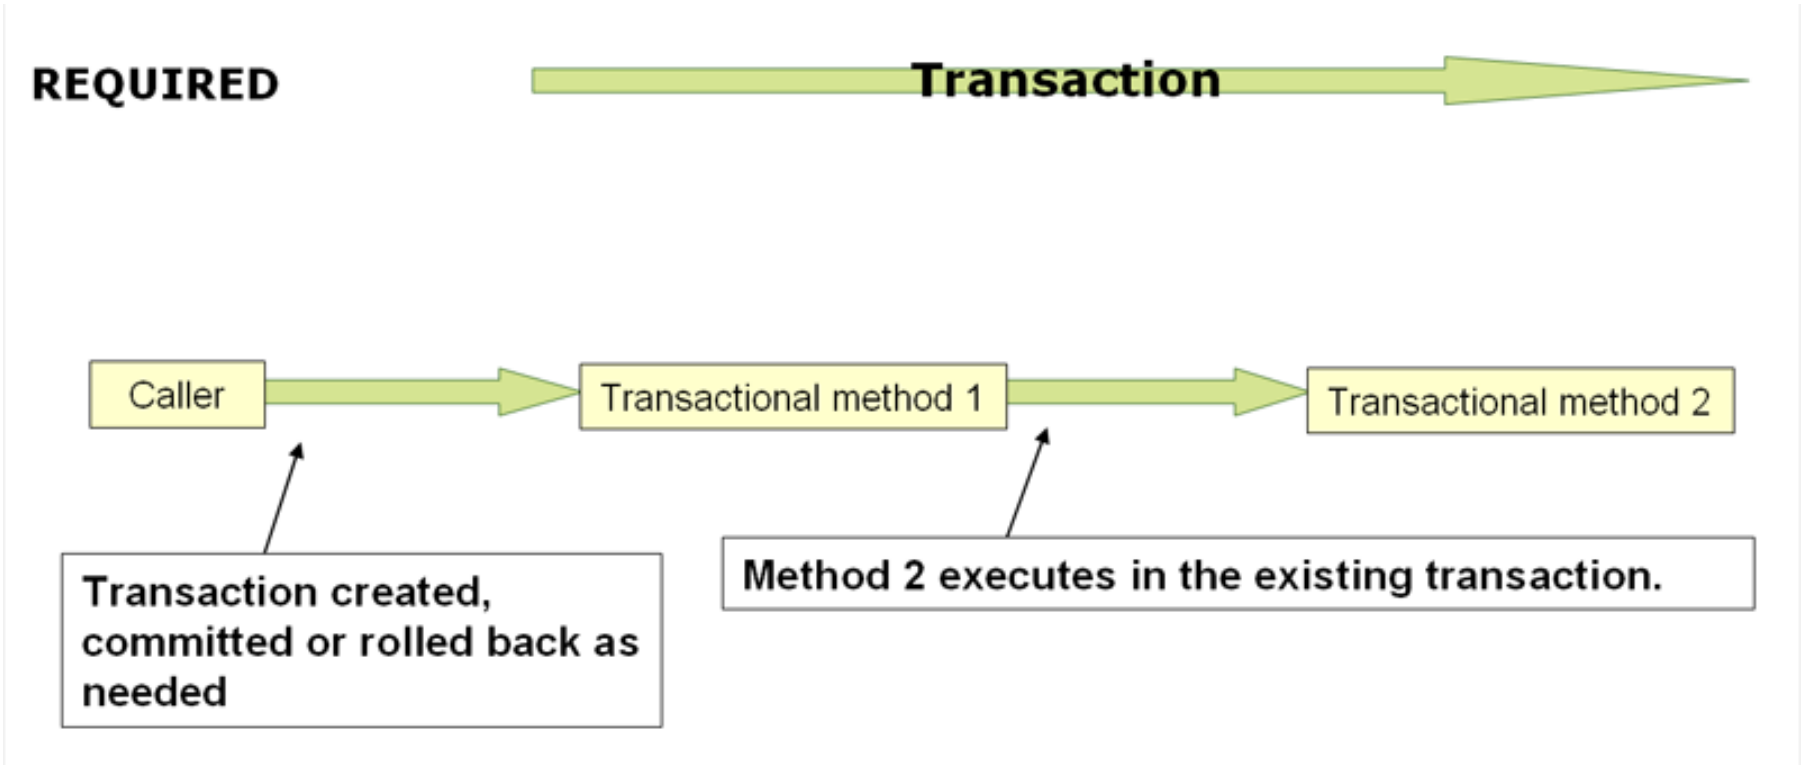 REQUIRED
Transaction
Caller
Transactional method 1
Transactional method 2
Transaction created,
committed or rolled back as
needed
Method 2 executes in the existing transaction.